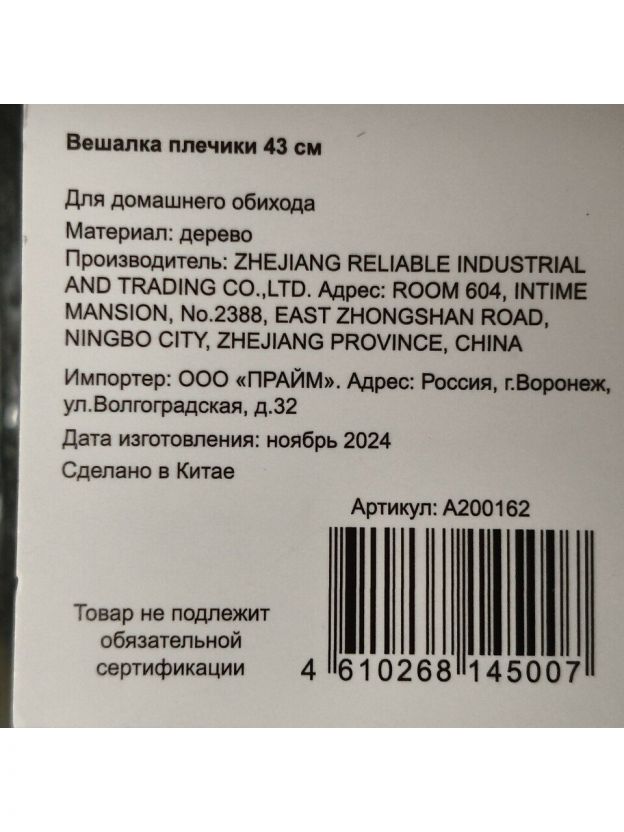 Вешалка плечики 43 см
Для домашнего обихода
Материал: дерево
Производитель: ZHEJIANG RELIABLE INDUSTRIAL
AND TRADING CO.,LTD. Адрес: ROOM 604, INTIME
MANSION, No.2388, EAST ZHONGSHAN ROAD,
NINGBO CITY, ZHEJIANG PROVINCE, CHINA
Импортер: ООО «ПРАЙМ». Адрес: Россия, г.Воронеж,
ул.Волгоградская, д.32
Дата изготовления: ноябрь 2024
Сделано в Китае
Артикул: А200162
Товар не подлежит
обязательной
сертификации
4 610268 145007